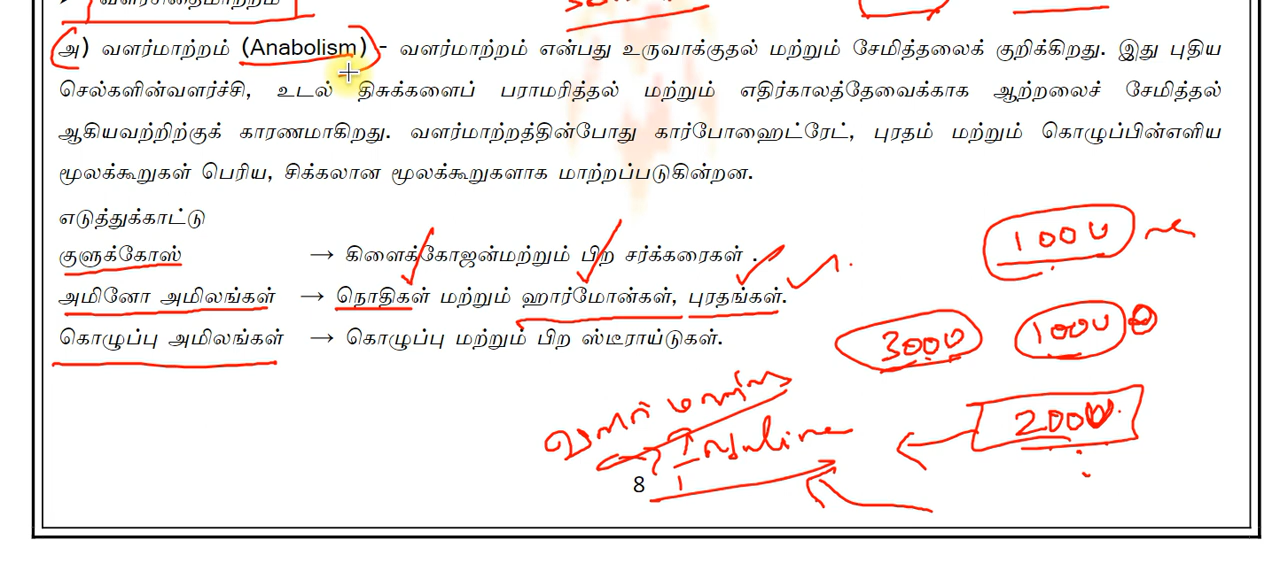 அ) வளர்மாற்றம் (Anabolism) - வளர்மாற்றம் என்பது உருவாக்குதல் மற்றும் சேமித்தலைக் குறிக்கிறது. இது புதிய
செல்களின்வளர்ச்சி, உடல் திசுக்களைப் பராமரித்தல் மற்றும் எதிர்காலத்தேவைக்காக ஆற்றலைச் சேமித்தல்
ஆகியவற்றிற்குக் காரணமாகிறது. வளர்மாற்றத்தின்போது கார்போஹைட்ரேட், புரதம் மற்றும் கொழுப்பின்எளிய
மூலக்கூறுகள் பெரிய, சிக்கலான மூலக்கூறுகளாக மாற்றப்படுகின்றன.
எடுத்துக்காட்டு
குளுக்கோஸ் → கிளைக்கோஜன்மற்றும் பிற சர்க்கரைகள் .
1000
அமினோ அமிலங்கள் → நொதிகள் மற்றும் ஹார்மோன்கள், புரதங்கள்.
கொழுப்பு அமிலங்கள் → கொழுப்பு மற்றும் பிற ஸ்டீராய்டுகள்.
3000 1000
2000
8